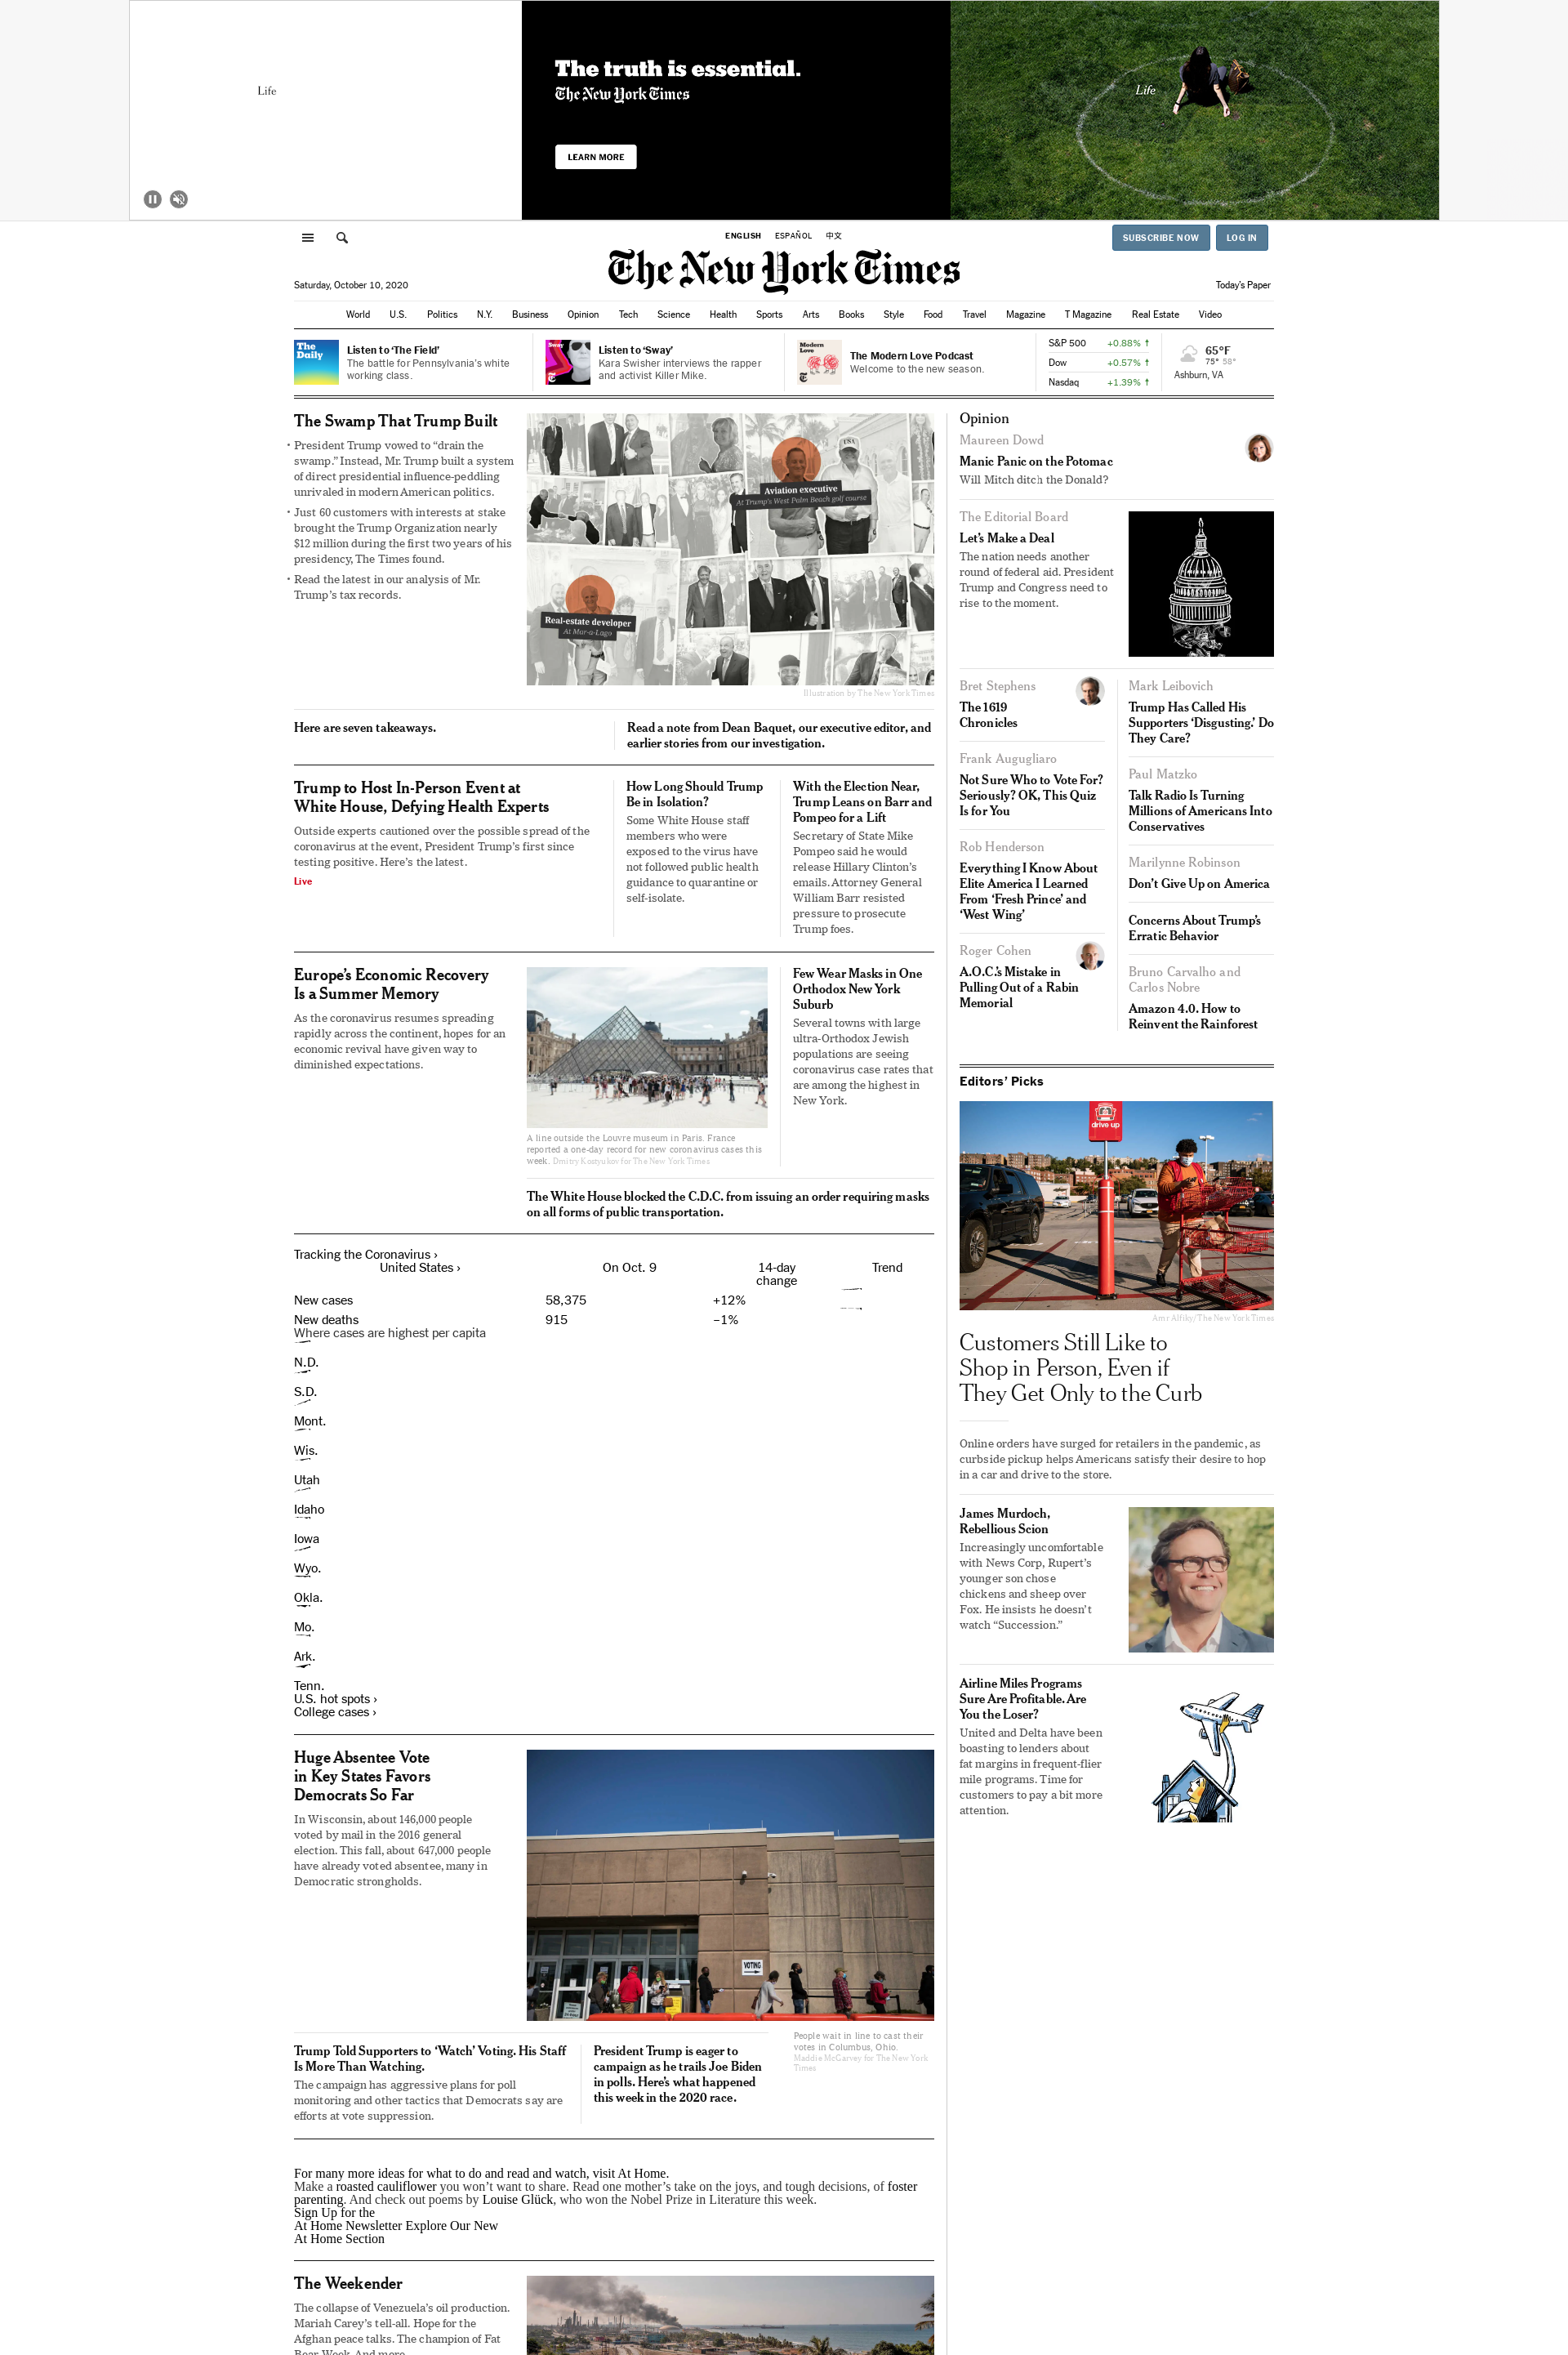 Life
The truth is essential.
The New York Times
LEARN MORE
Life
ENGLISH ESPAÑOL 中文
SUBSCRIBE NOW LOG IN
The New York Times
Saturday, October 10, 2020
Today's Paper
World U.S. Politics N.Y. Business Opinion Tech Science Health Sports Arts Books Style Food Travel Magazine T Magazine Real Estate Video
The
Daily
Listen to ‘The Field’
The battle for Pennsylvania’s white
working class.
Sway
Listen to ‘Sway’
Kara Swisher interviews the rapper
and activist Killer Mike.
Modern
Love
The Modern Love Podcast
Welcome to the new season.
S&P 500 +0.88% ↑
Dow +0.57% ↑
Nasdaq +1.39% ↑
65°F
75° 58°
Ashburn, VA
The Swamp That Trump Built
• President Trump vowed to “drain the
swamp.” Instead, Mr. Trump built a system
of direct presidential influence-peddling
unrivaled in modern American politics.
• Just 60 customers with interests at stake
brought the Trump Organization nearly
$12 million during the first two years of his
presidency, The Times found.
• Read the latest in our analysis of Mr.
Trump’s tax records.
USA
Aviation executive
At Trump's West Palm Beach golf course
Real-estate developer
At Mar-a-Lago
Illustration by The New York Times
Here are seven takeaways.
Read a note from Dean Baquet, our executive editor, and
earlier stories from our investigation.
Trump to Host In-Person Event at
White House, Defying Health Experts
Outside experts cautioned over the possible spread of the
coronavirus at the event, President Trump’s first since
testing positive. Here’s the latest.
Live
How Long Should Trump
Be in Isolation?
Some White House staff
members who were
exposed to the virus have
not followed public health
guidance to quarantine or
self-isolate.
With the Election Near,
Trump Leans on Barr and
Pompeo for a Lift
Secretary of State Mike
Pompeo said he would
release Hillary Clinton’s
emails. Attorney General
William Barr resisted
pressure to prosecute
Trump foes.
Europe’s Economic Recovery
Is a Summer Memory
As the coronavirus resumes spreading
rapidly across the continent, hopes for an
economic revival have given way to
diminished expectations.
A line outside the Louvre museum in Paris. France
reported a one-day record for new coronavirus cases this
week. Dmitry Kostyukov for The New York Times
Few Wear Masks in One
Orthodox New York
Suburb
Several towns with large
ultra-Orthodox Jewish
populations are seeing
coronavirus case rates that
are among the highest in
New York.
The White House blocked the C.D.C. from issuing an order requiring masks
on all forms of public transportation.
Tracking the Coronavirus ›
United States › On Oct. 9 14-day
change Trend
New cases 58,375 +12%
New deaths 915 –1%
Where cases are highest per capita
N.D.
S.D.
Mont.
Wis.
Utah
Idaho
Iowa
Wyo.
Okla.
Mo.
Ark.
Tenn.
U.S. hot spots ›
College cases ›
Huge Absentee Vote
in Key States Favors
Democrats So Far
In Wisconsin, about 146,000 people
voted by mail in the 2016 general
election. This fall, about 647,000 people
have already voted absentee, many in
Democratic strongholds.
VOTING
People wait in line to cast their
votes in Columbus, Ohio.
Maddie McGarvey for The New York
Times
Trump Told Supporters to ‘Watch’ Voting. His Staff
Is More Than Watching.
The campaign has aggressive plans for poll
monitoring and other tactics that Democrats say are
efforts at vote suppression.
President Trump is eager to
campaign as he trails Joe Biden
in polls. Here’s what happened
this week in the 2020 race.
For many more ideas for what to do and read and watch, visit At Home.
Make a roasted cauliflower you won’t want to share. Read one mother’s take on the joys, and tough decisions, of foster
parenting. And check out poems by Louise Glück, who won the Nobel Prize in Literature this week.
Sign Up for the
At Home Newsletter Explore Our New
At Home Section
The Weekender
The collapse of Venezuela’s oil production.
Mariah Carey’s tell-all. Hope for the
Afghan peace talks. The champion of Fat
Bear Week. And more.
Opinion
Maureen Dowd
Manic Panic on the Potomac
Will Mitch ditch the Donald?
The Editorial Board
Let’s Make a Deal
The nation needs another
round of federal aid. President
Trump and Congress need to
rise to the moment.
Bret Stephens
The 1619
Chronicles
Frank Augugliaro
Not Sure Who to Vote For?
Seriously? OK, This Quiz
Is for You
Rob Henderson
Everything I Know About
Elite America I Learned
From ‘Fresh Prince’ and
‘West Wing’
Roger Cohen
A.O.C.’s Mistake in
Pulling Out of a Rabin
Memorial
Mark Leibovich
Trump Has Called His
Supporters ‘Disgusting.’ Do
They Care?
Paul Matzko
Talk Radio Is Turning
Millions of Americans Into
Conservatives
Marilynne Robinson
Don’t Give Up on America
Concerns About Trump’s
Erratic Behavior
Bruno Carvalho and
Carlos Nobre
Amazon 4.0. How to
Reinvent the Rainforest
Editors’ Picks
drive up
Amr Alfiky/The New York Times
Customers Still Like to
Shop in Person, Even if
They Get Only to the Curb
Online orders have surged for retailers in the pandemic, as
curbside pickup helps Americans satisfy their desire to hop
in a car and drive to the store.
James Murdoch,
Rebellious Scion
Increasingly uncomfortable
with News Corp, Rupert’s
younger son chose
chickens and sheep over
Fox. He insists he doesn’t
watch “Succession.”
Airline Miles Programs
Sure Are Profitable. Are
You the Loser?
United and Delta have been
boasting to lenders about
fat margins in frequent-flier
mile programs. Time for
customers to pay a bit more
attention.